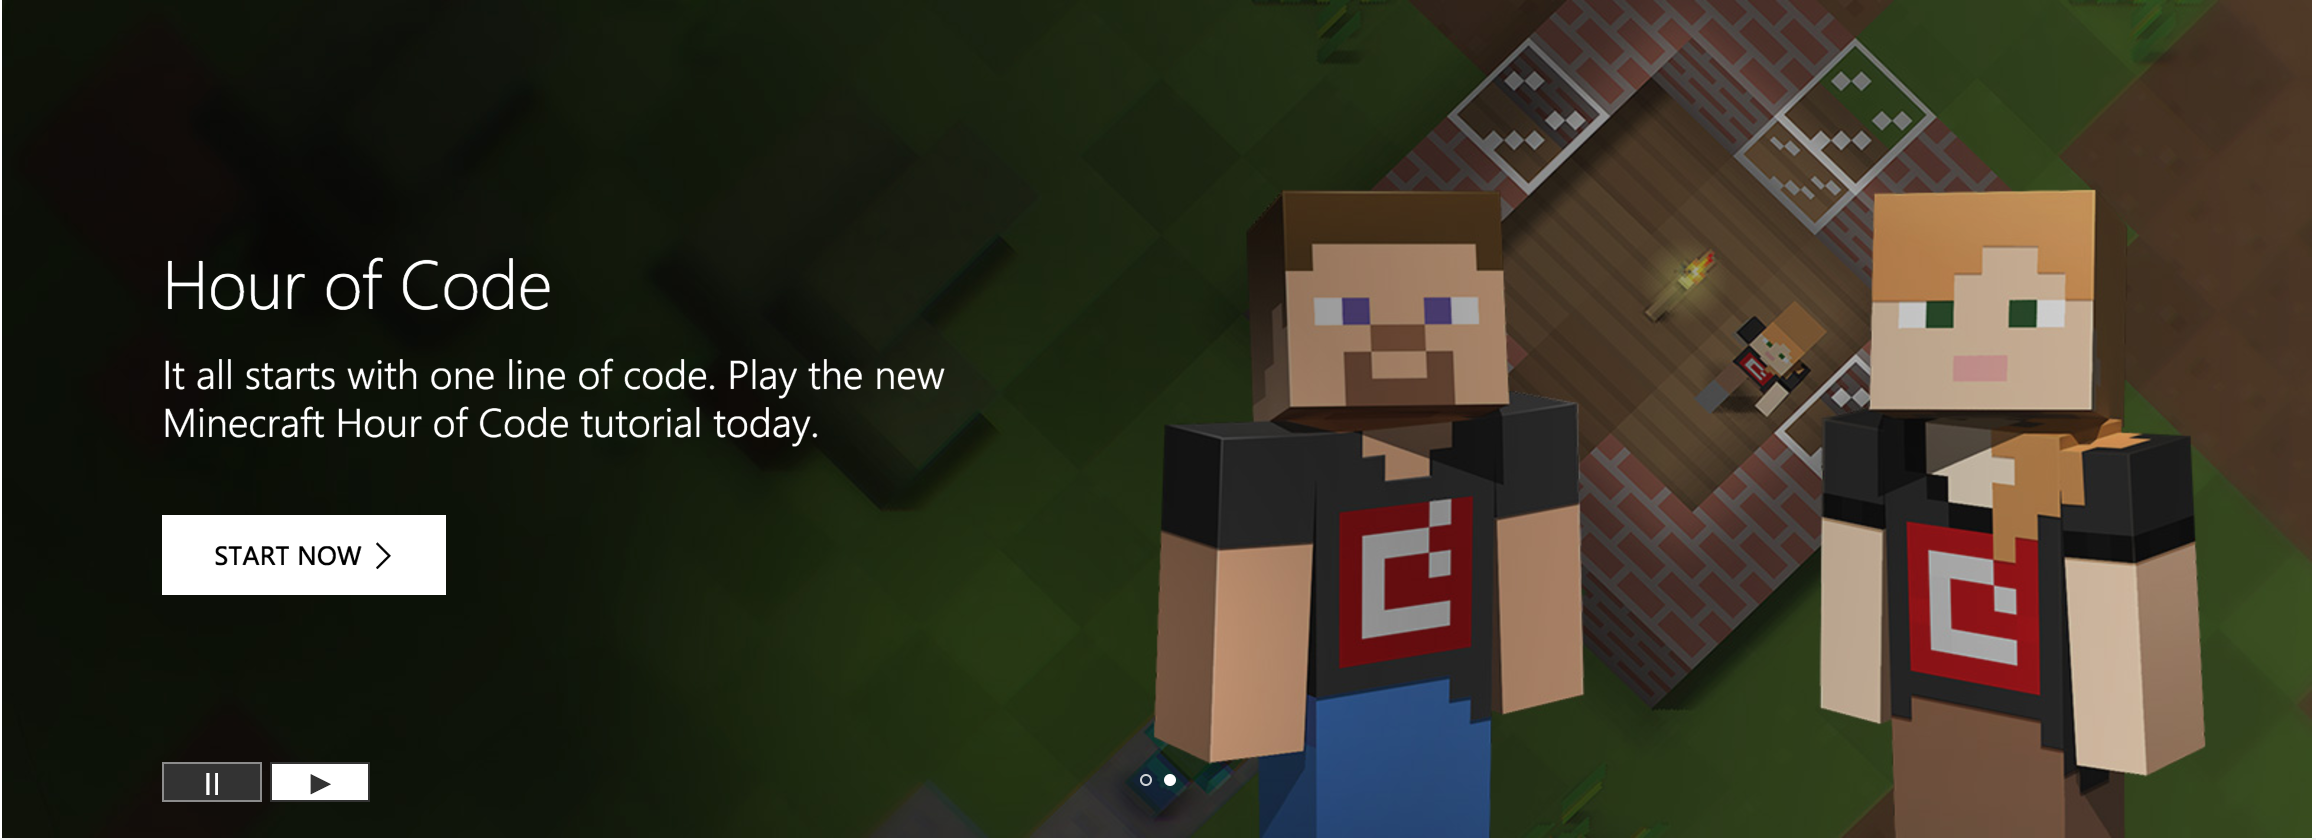 Hour of Code
It all starts with one line of code. Play the new
Minecraft Hour of Code tutorial today.
START NOW